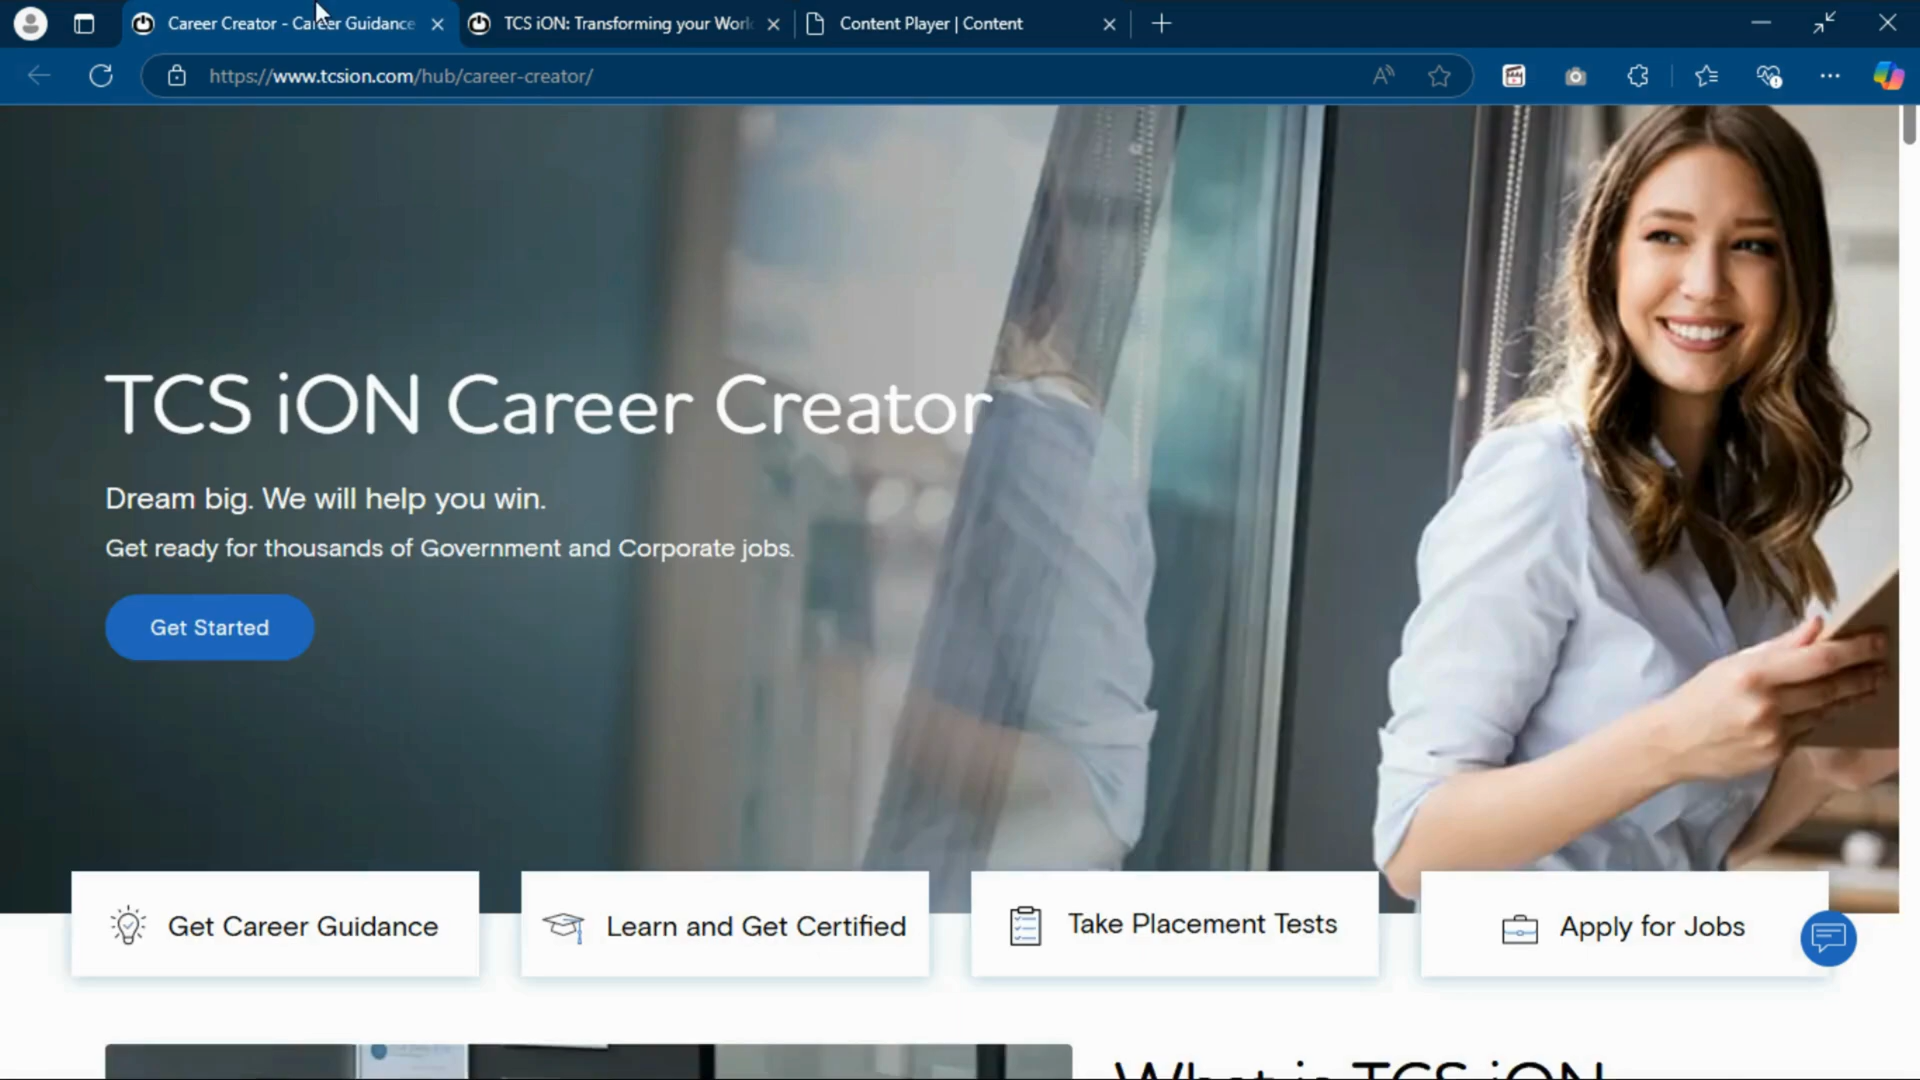 Career Creator - Career Guidance
TCS iON: Transforming your Worl
Content Player | Content
https://www.tcsion.com/hub/career-creator/
TCS iON Career Creator
Dream big. We will help you win.
Get ready for thousands of Government and Corporate jobs.
Get Started
Get Career Guidance
Learn and Get Certified
Take Placement Tests
Apply for Jobs
What is TCS iON